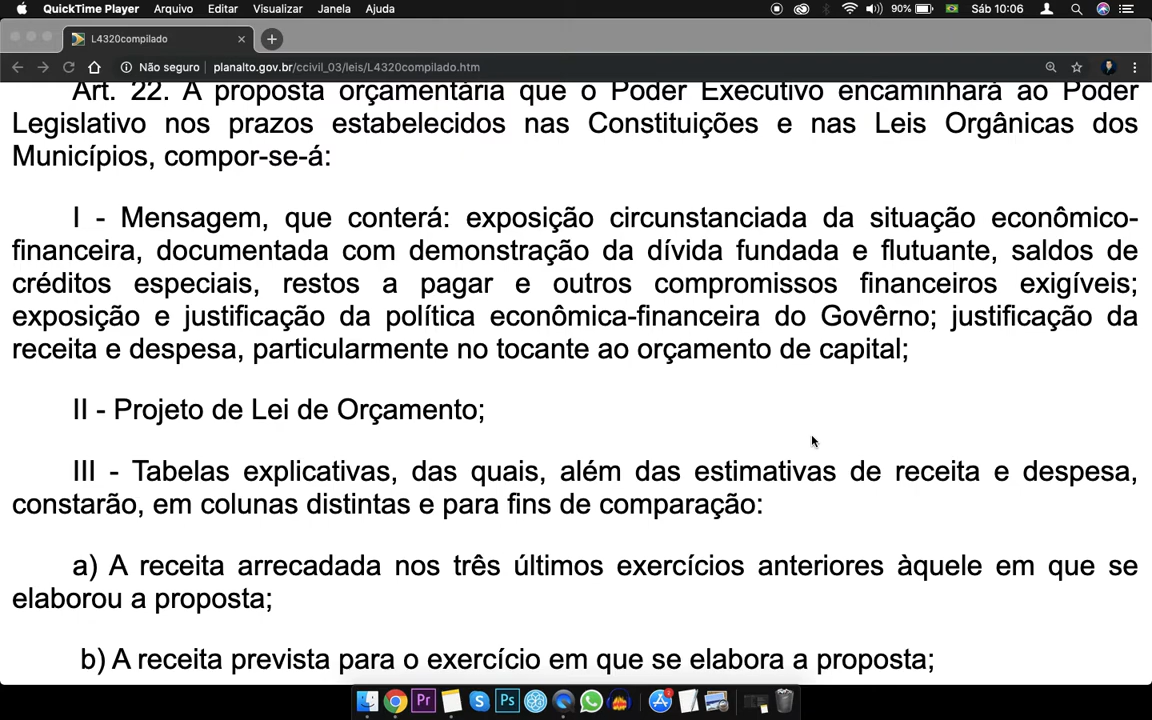 QuickTime Player Arquivo Editar Visualizar Janela Ajuda 90% Sáb 10:06
L4320compilado
Não seguro planalto.gov.br/ccivil_03/leis/L4320compilado.htm
Art. 22. A proposta orçamentária que o Poder Executivo encaminhará ao Poder
Legislativo nos prazos estabelecidos nas Constituições e nas Leis Orgânicas dos
Municípios, compor-se-á:
I - Mensagem, que conterá: exposição circunstanciada da situação econômico-
financeira, documentada com demonstração da dívida fundada e flutuante, saldos de
créditos especiais, restos a pagar e outros compromissos financeiros exigíveis;
exposição e justificação da política econômica-financeira do Govêrno; justificação da
receita e despesa, particularmente no tocante ao orçamento de capital;
II - Projeto de Lei de Orçamento;
III - Tabelas explicativas, das quais, além das estimativas de receita e despesa,
constarão, em colunas distintas e para fins de comparação:
a) A receita arrecadada nos três últimos exercícios anteriores àquele em que se
elaborou a proposta;
b) A receita prevista para o exercício em que se elabora a proposta;
Pr Ps